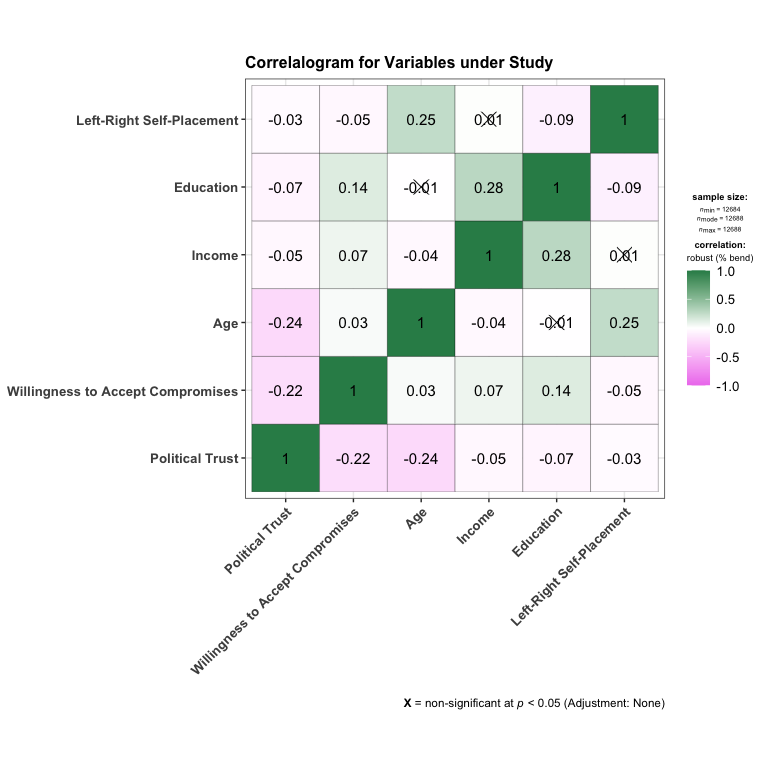 Correlalogram for Variables under Study
Left-Right Self-Placement -0.03 -0.05 0.25 0.01 -0.09 1
Education -0.07 0.14 -0.01 0.28 1 -0.09
Income -0.05 0.07 -0.04 1 0.28 0.01
Age -0.24 0.03 1 -0.04 -0.01 0.25
Willingness to Accept Compromises -0.22 1 0.03 0.07 0.14 -0.05
Political Trust 1 -0.22 -0.24 -0.05 -0.07 -0.03
Political Trust
Willingness to Accept Compromises
Age
Income
Education
Left-Right Self-Placement
sample size:
nmin = 12684
nmode = 12688
nmax = 12688
correlation:
robust (% bend)
1.0
0.5
0.0
-0.5
-1.0
X = non-significant at p < 0.05 (Adjustment: None)